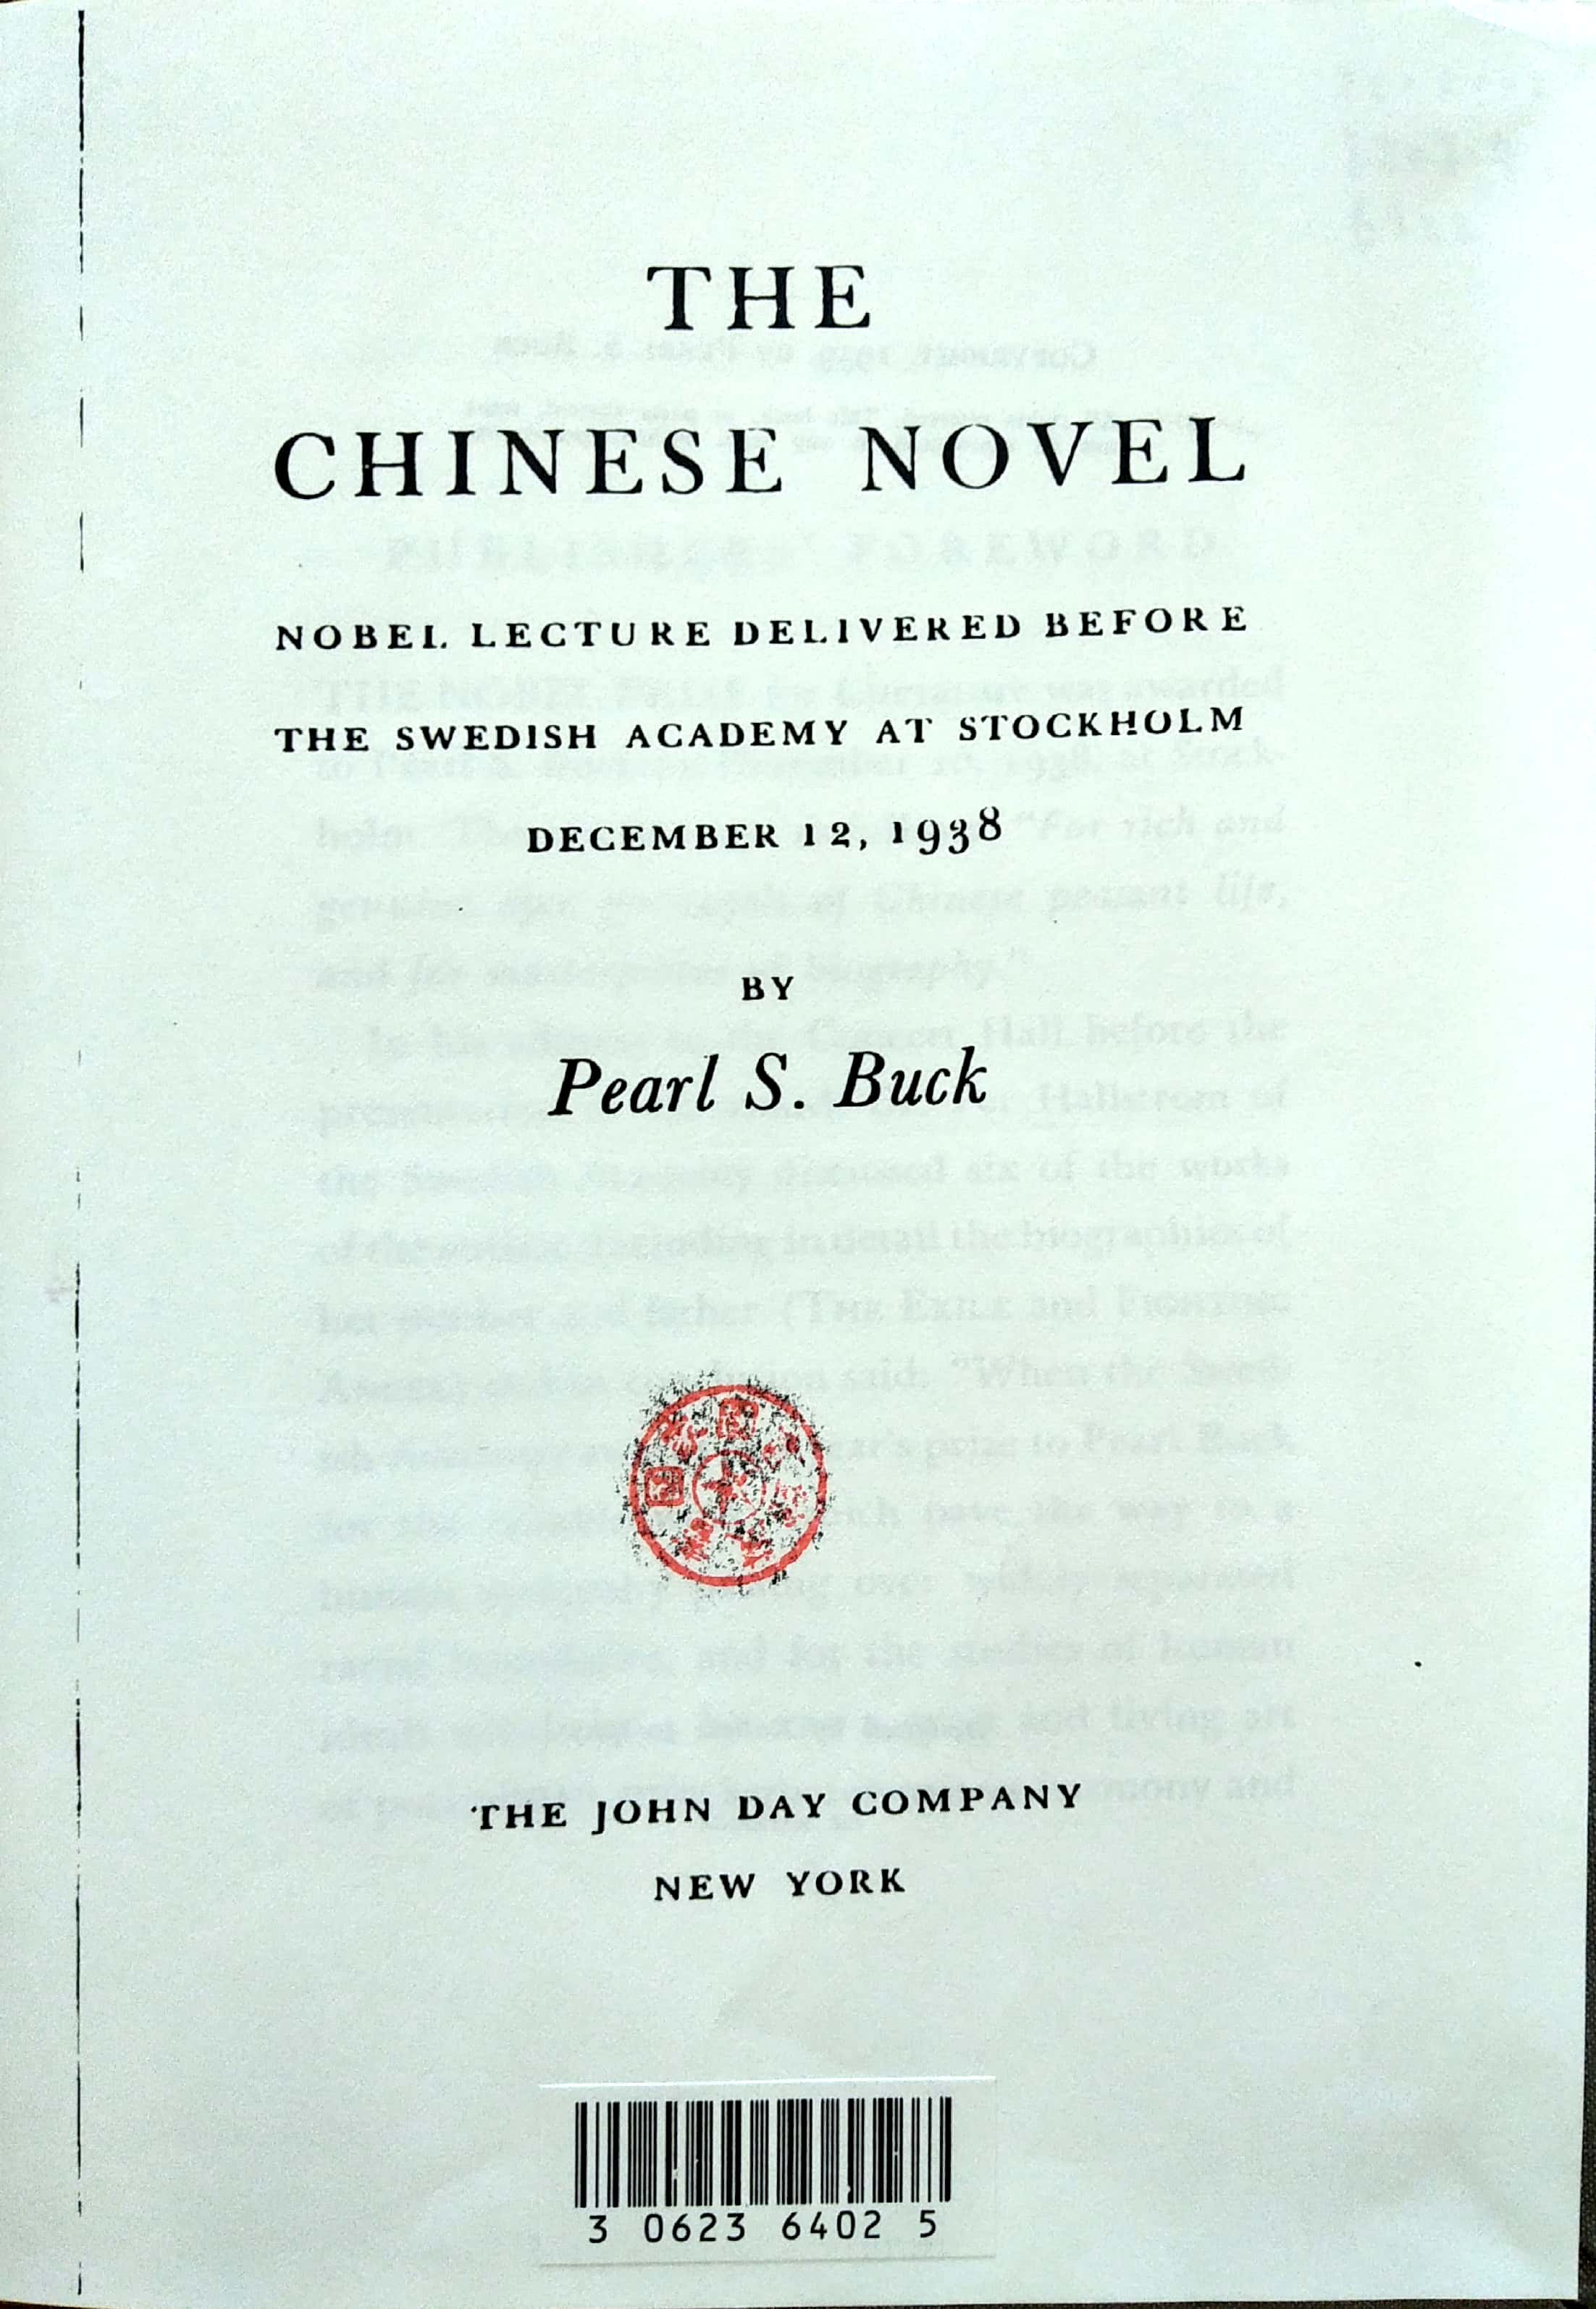 THE
CHINESE NOVEL
NOBEL LECTURE DELIVERED BEFORE
THE SWEDISH ACADEMY AT STOCKHOLM
DECEMBER 12, 1938
BY
Pearl S. Buck
THE JOHN DAY COMPANY
NEW YORK
3 0623 6402 5